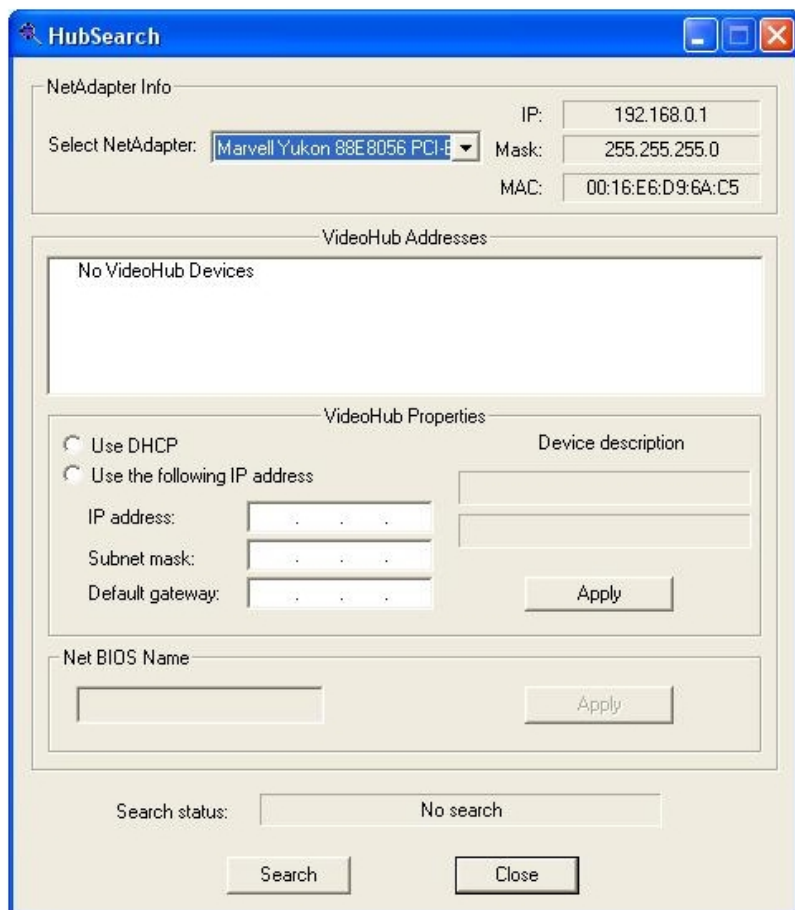 HubSearch
NetAdapter Info
Select NetAdapter: Marvell Yukon 88E8056 PCI-E
IP: 192.168.0.1
Mask: 255.255.255.0
MAC: 00:16:E6:D9:6A:C5
VideoHub Addresses
No VideoHub Devices
VideoHub Properties
Use DHCP
Use the following IP address
Device description
IP address: . . .
Subnet mask: . . .
Default gateway: . . .
Apply
Net BIOS Name
Apply
Search status: No search
Search
Close